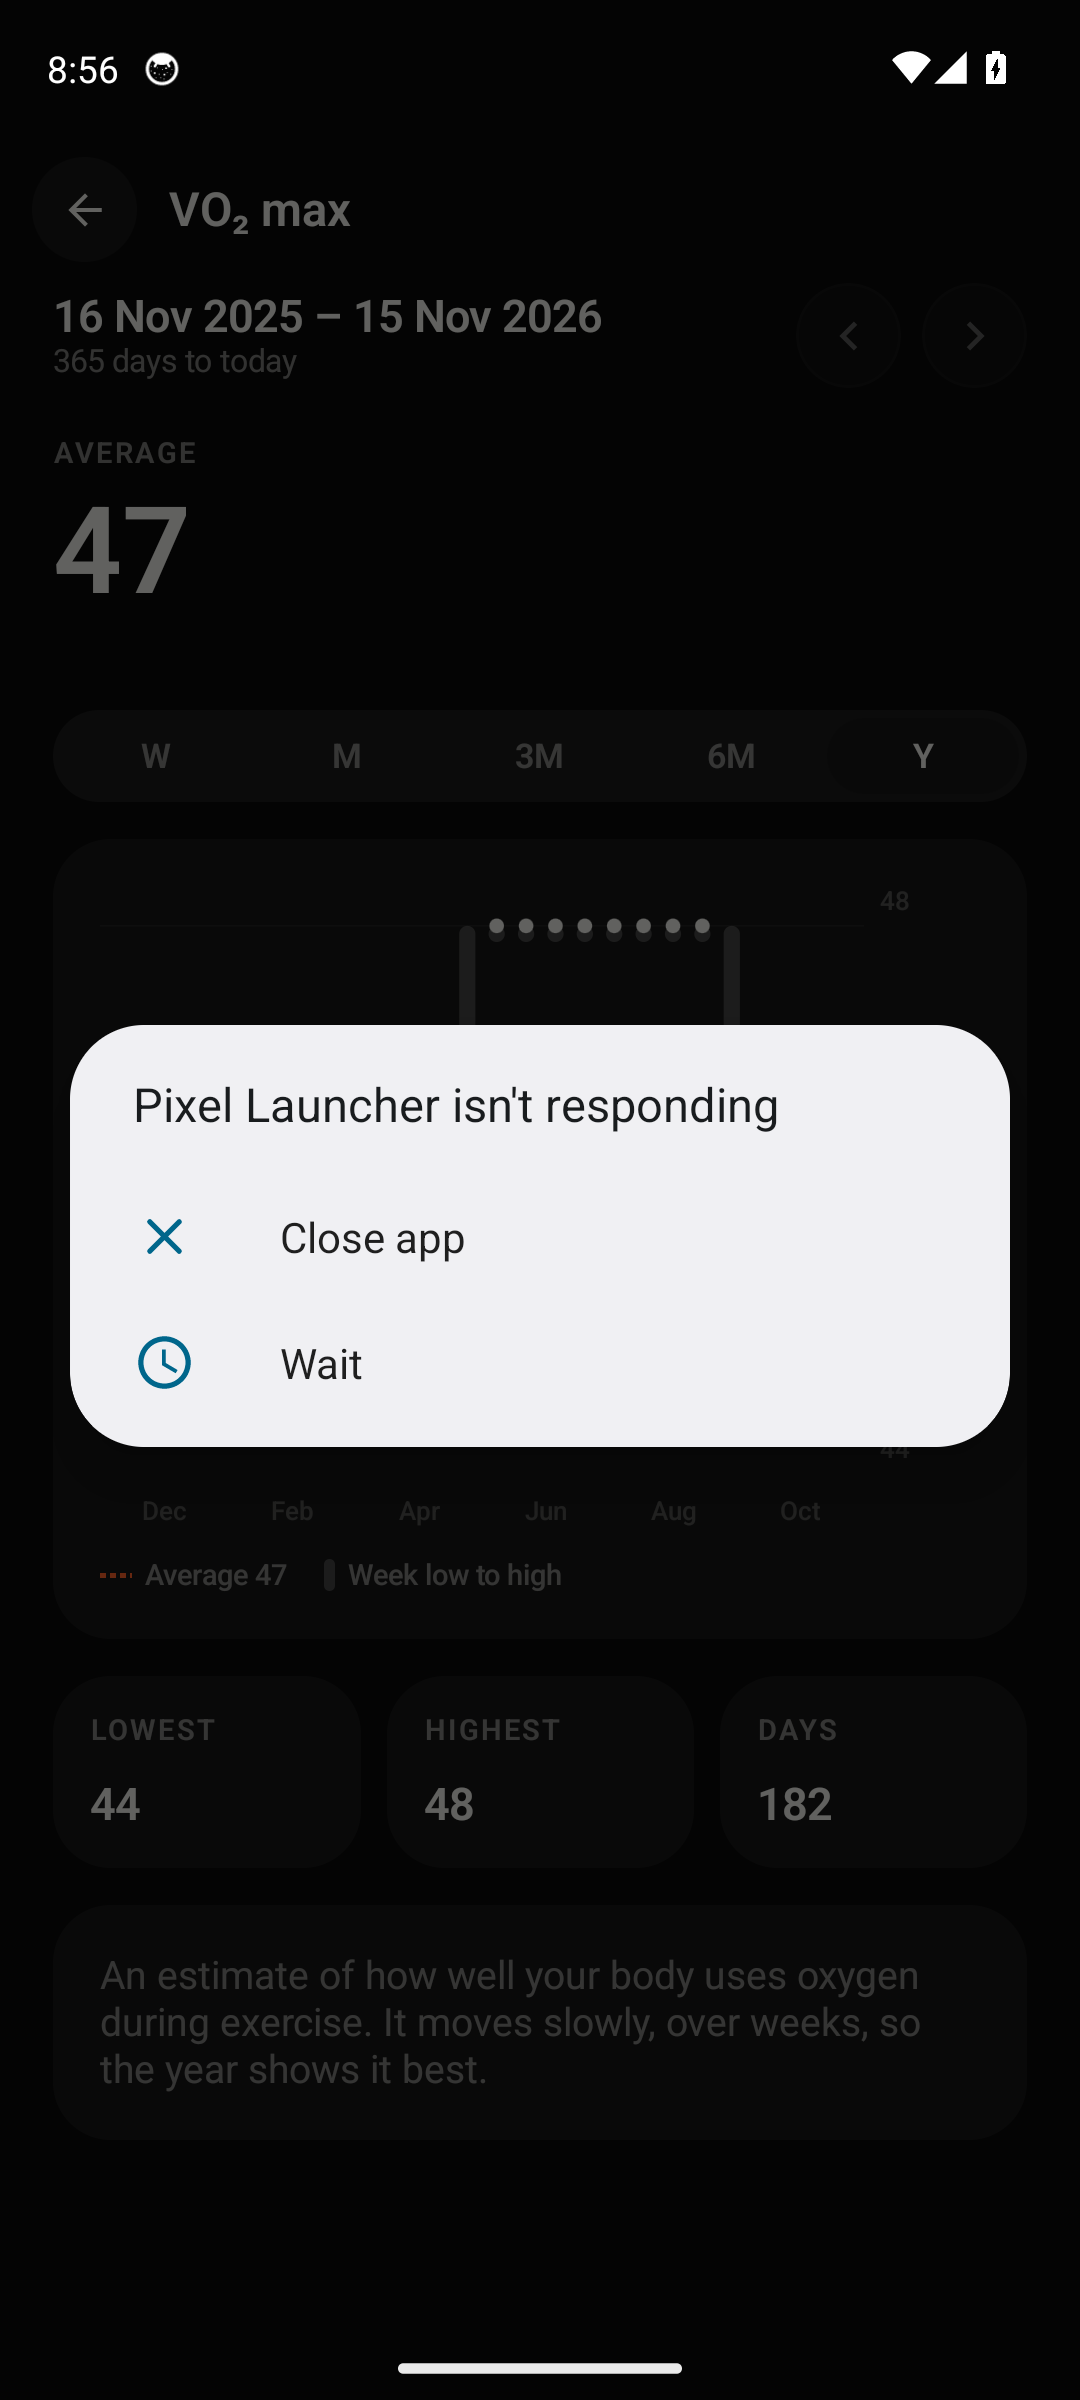 8:56
VO₂ max
16 Nov 2025 – 15 Nov 2026
365 days to today
AVERAGE
47
W M 3M 6M Y
48
Pixel Launcher isn't responding
Close app
Wait
44
Dec Feb Apr Jun Aug Oct
Average 47 Week low to high
LOWEST HIGHEST DAYS
44 48 182
An estimate of how well your body uses oxygen
during exercise. It moves slowly, over weeks, so
the year shows it best.